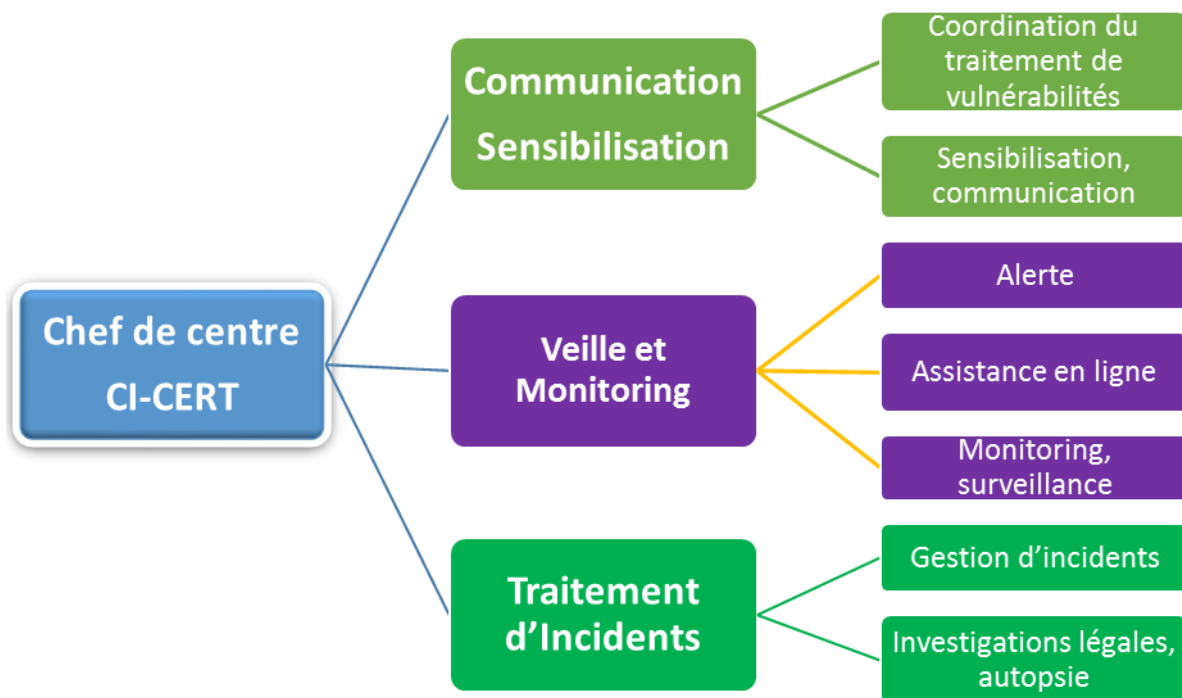 Chef de centre
CI-CERT
Communication
Sensibilisation
Coordination du
traitement de
vulnérabilités
Sensibilisation,
communication
Veille et
Monitoring
Alerte
Assistance en ligne
Monitoring,
surveillance
Traitement
d’Incidents
Gestion d’incidents
Investigations légales,
autopsie